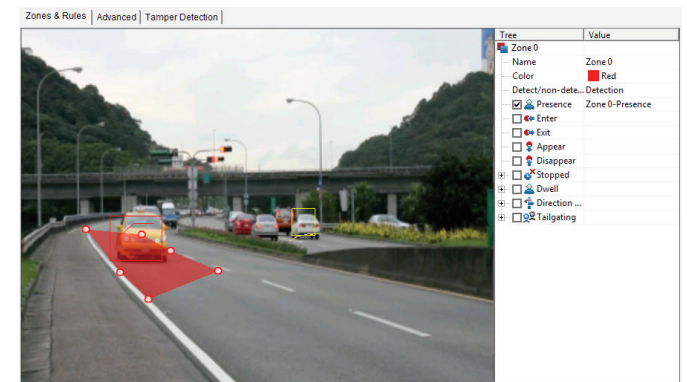 Zones & Rules Advanced Tamper Detection
Tree Value
Zone 0
Name Zone 0
Color Red
Detect/non-dete... Detection
Presence Zone 0-Presence
Enter
Exit
Appear
Disappear
Stopped
Dwell
Direction ...
Tailgating